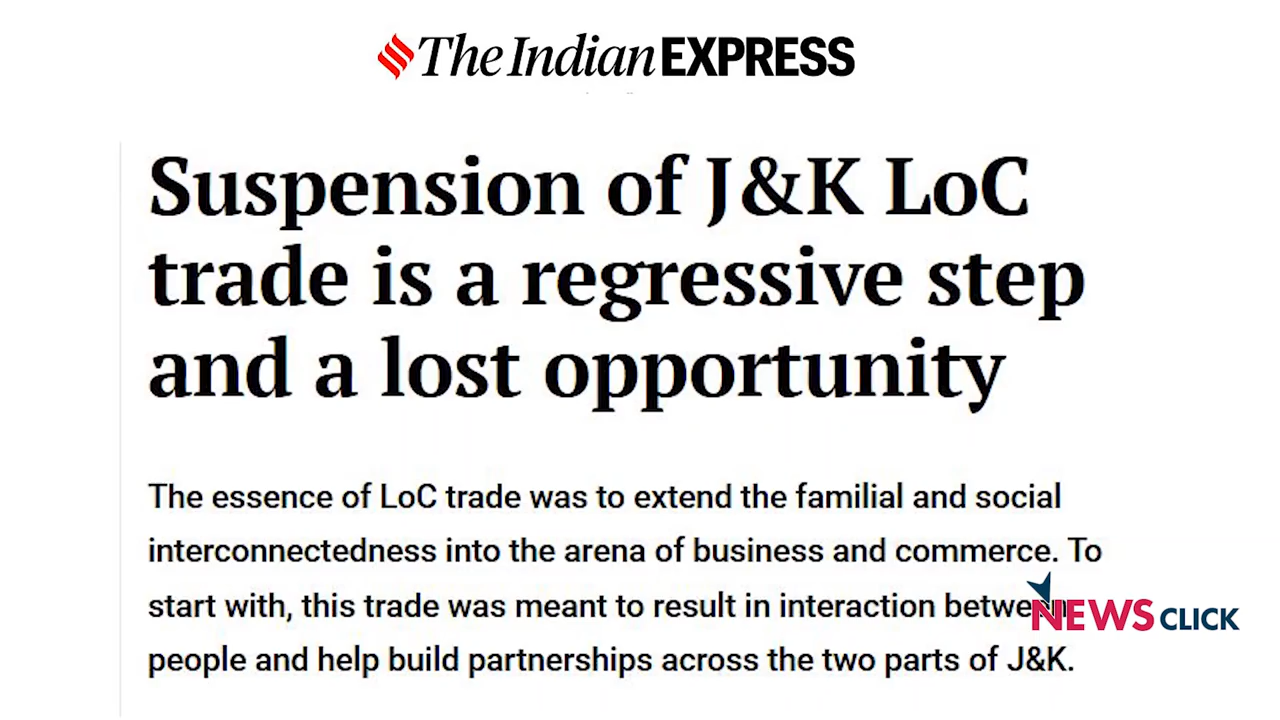 The Indian EXPRESS
Suspension of J&K LoC
trade is a regressive step
and a lost opportunity
The essence of LoC trade was to extend the familial and social
interconnectedness into the arena of business and commerce. To
start with, this trade was meant to result in interaction between
people and help build partnerships across the two parts of J&K.
NEWSCLICK